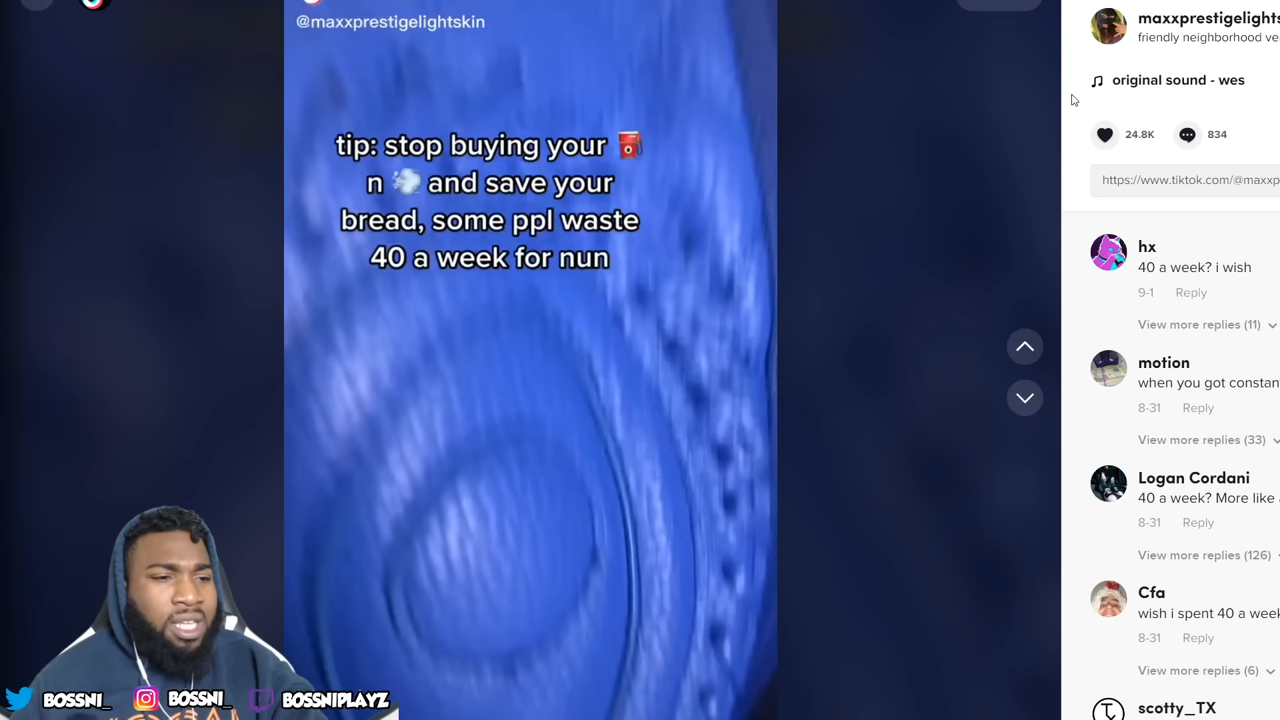 @maxxprestigelightskin
tip: stop buying your ⛽
n 💨 and save your
bread, some ppl waste
40 a week for nun
maxxprestigelights
friendly neighborhood ve
original sound - wes
24.8K
834
https://www.tiktok.com/@maxxp
hx
40 a week? i wish
9-1 Reply
View more replies (11)
motion
when you got constan
8-31 Reply
View more replies (33)
Logan Cordani
40 a week? More like
8-31 Reply
View more replies (126)
Cfa
wish i spent 40 a week
8-31 Reply
View more replies (6)
scotty_TX
BOSSNI_
BOSSNI_
BOSSNIPLAYZ